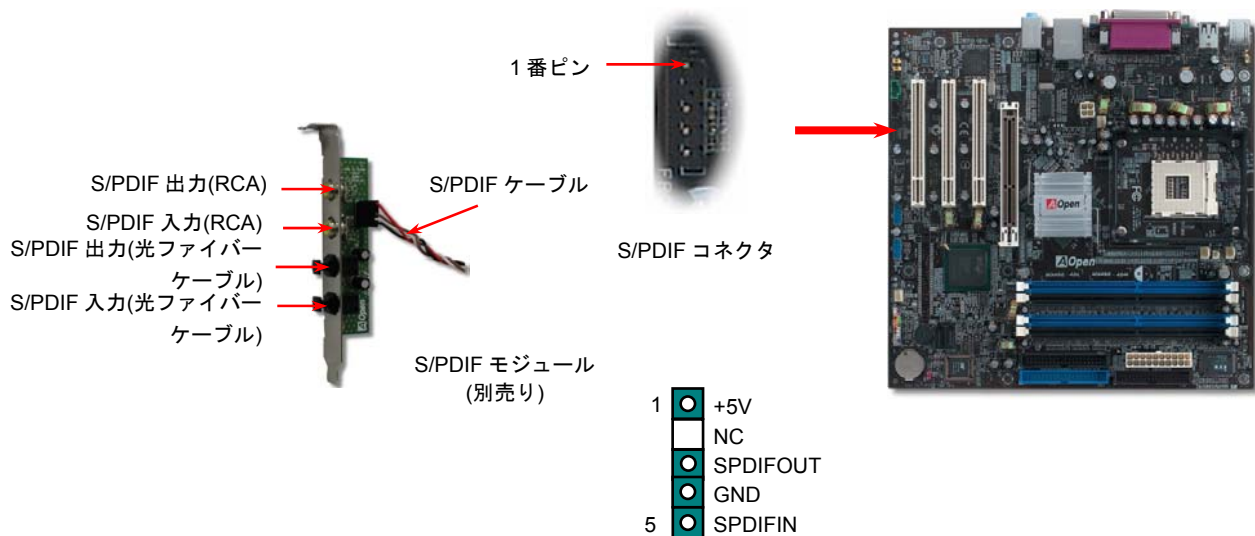 1 番ピン
S/PDIF 出力(RCA)
S/PDIF 入力(RCA)
S/PDIF 出力(光ファイバー
ケーブル)
S/PDIF 入力(光ファイバー
ケーブル)
S/PDIF ケーブル
S/PDIF モジュール
(別売り)
S/PDIF コネクタ
AOpen
AOpen
AOpen
1 +5V
NC
SPDIFOUT
GND
5 SPDIFIN